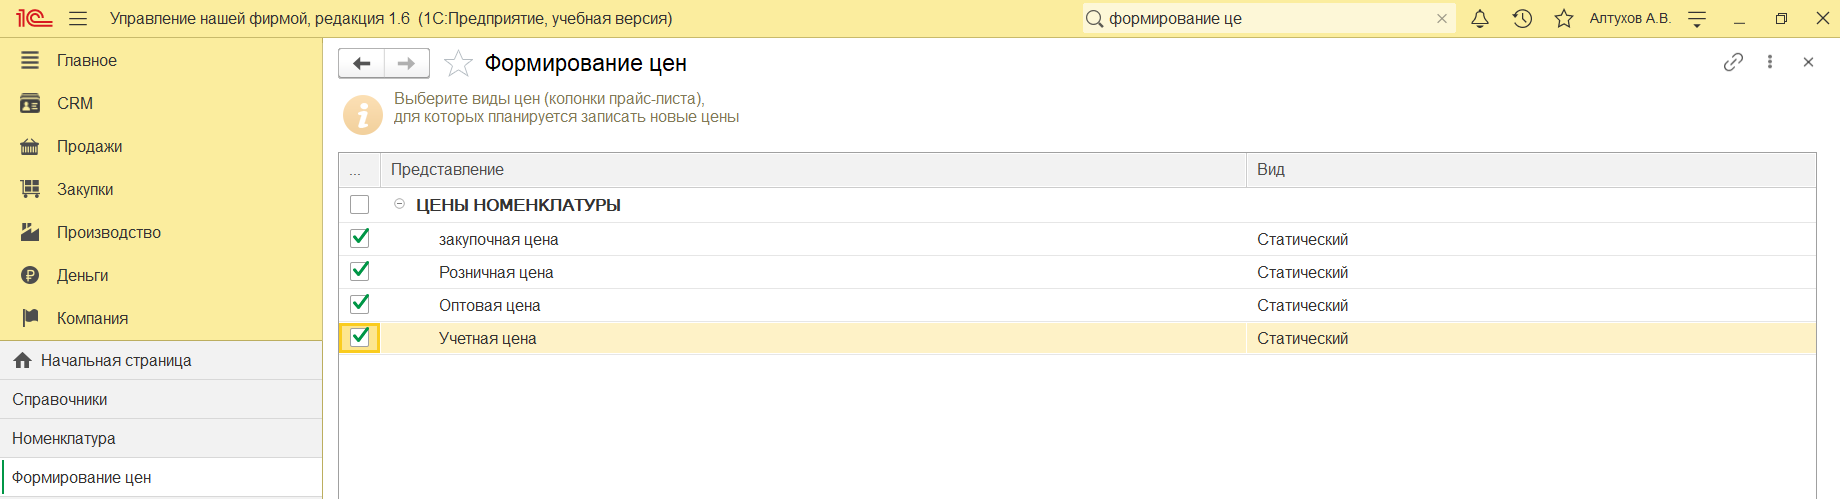 1С Управление нашей фирмой, редакция 1.6 (1С:Предприятие, учебная версия) формирование це Алтухов А.В.
Главное
CRM
Продажи
Закупки
Производство
Деньги
Компания
Начальная страница
Справочники
Номенклатура
Формирование цен
Формирование цен
Выберите виды цен (колонки прайс-листа),
для которых планируется записать новые цены
... Представление Вид
ЦЕНЫ НОМЕНКЛАТУРЫ
закупочная цена Статический
Розничная цена Статический
Оптовая цена Статический
Учетная цена Статический